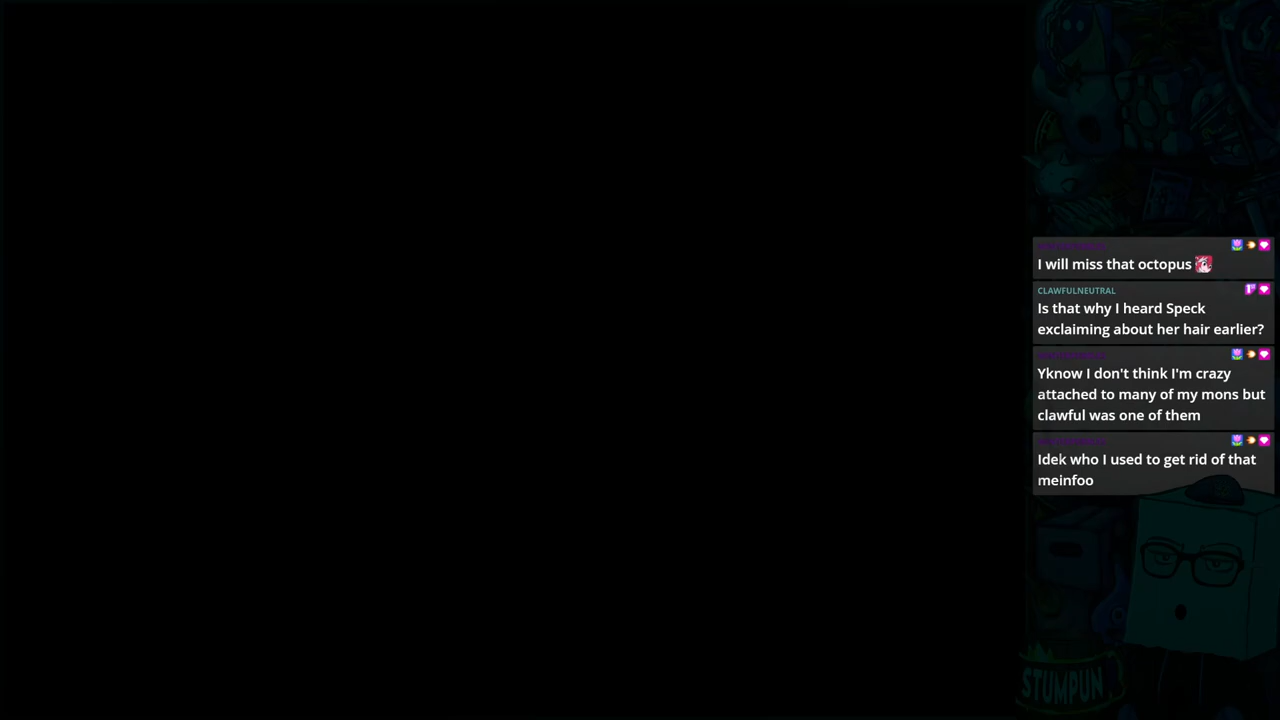 I will miss that octopus
CLAWFULNEUTRAL
Is that why I heard Speck
exclaiming about her hair earlier?
Yknow I don't think I'm crazy
attached to many of my mons but
clawful was one of them
Idek who I used to get rid of that
meinfoo
STUMPUN